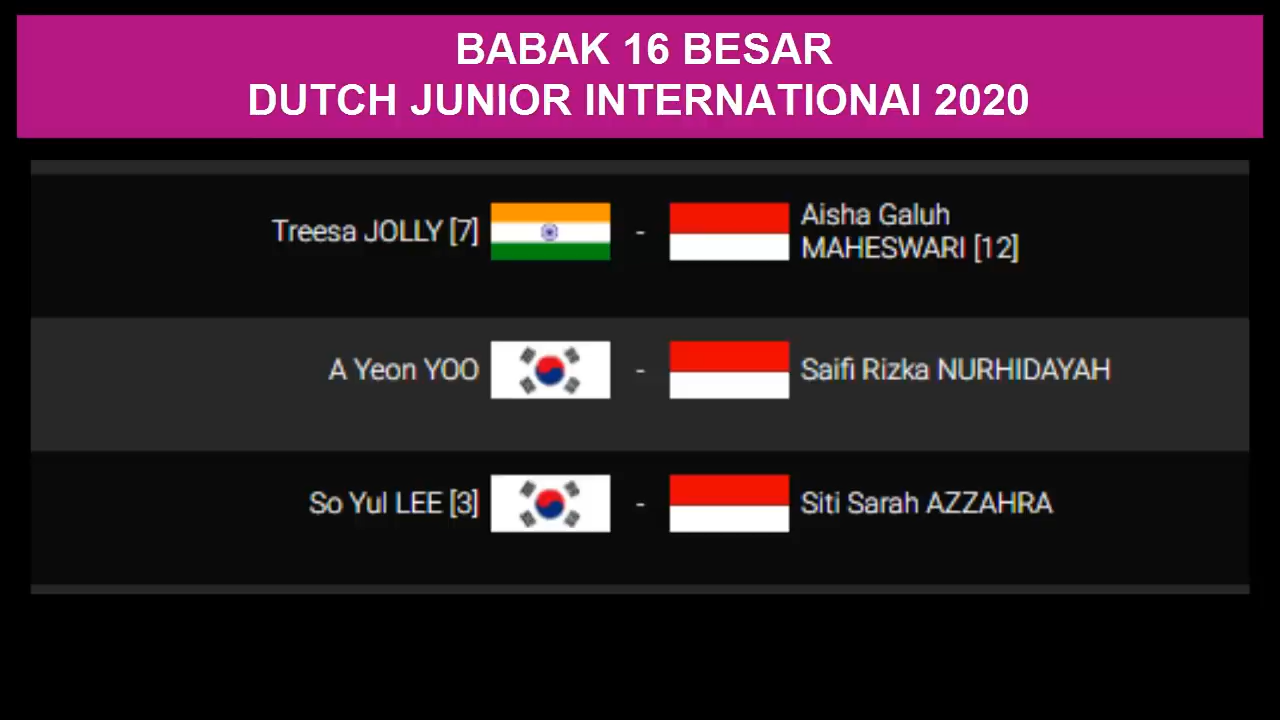 BABAK 16 BESAR
DUTCH JUNIOR INTERNATIONAl 2020
Treesa JOLLY [7] - Aisha Galuh
MAHESWARI [12]
A Yeon YOO - Saifi Rizka NURHIDAYAH
So Yul LEE [3] - Siti Sarah AZZAHRA